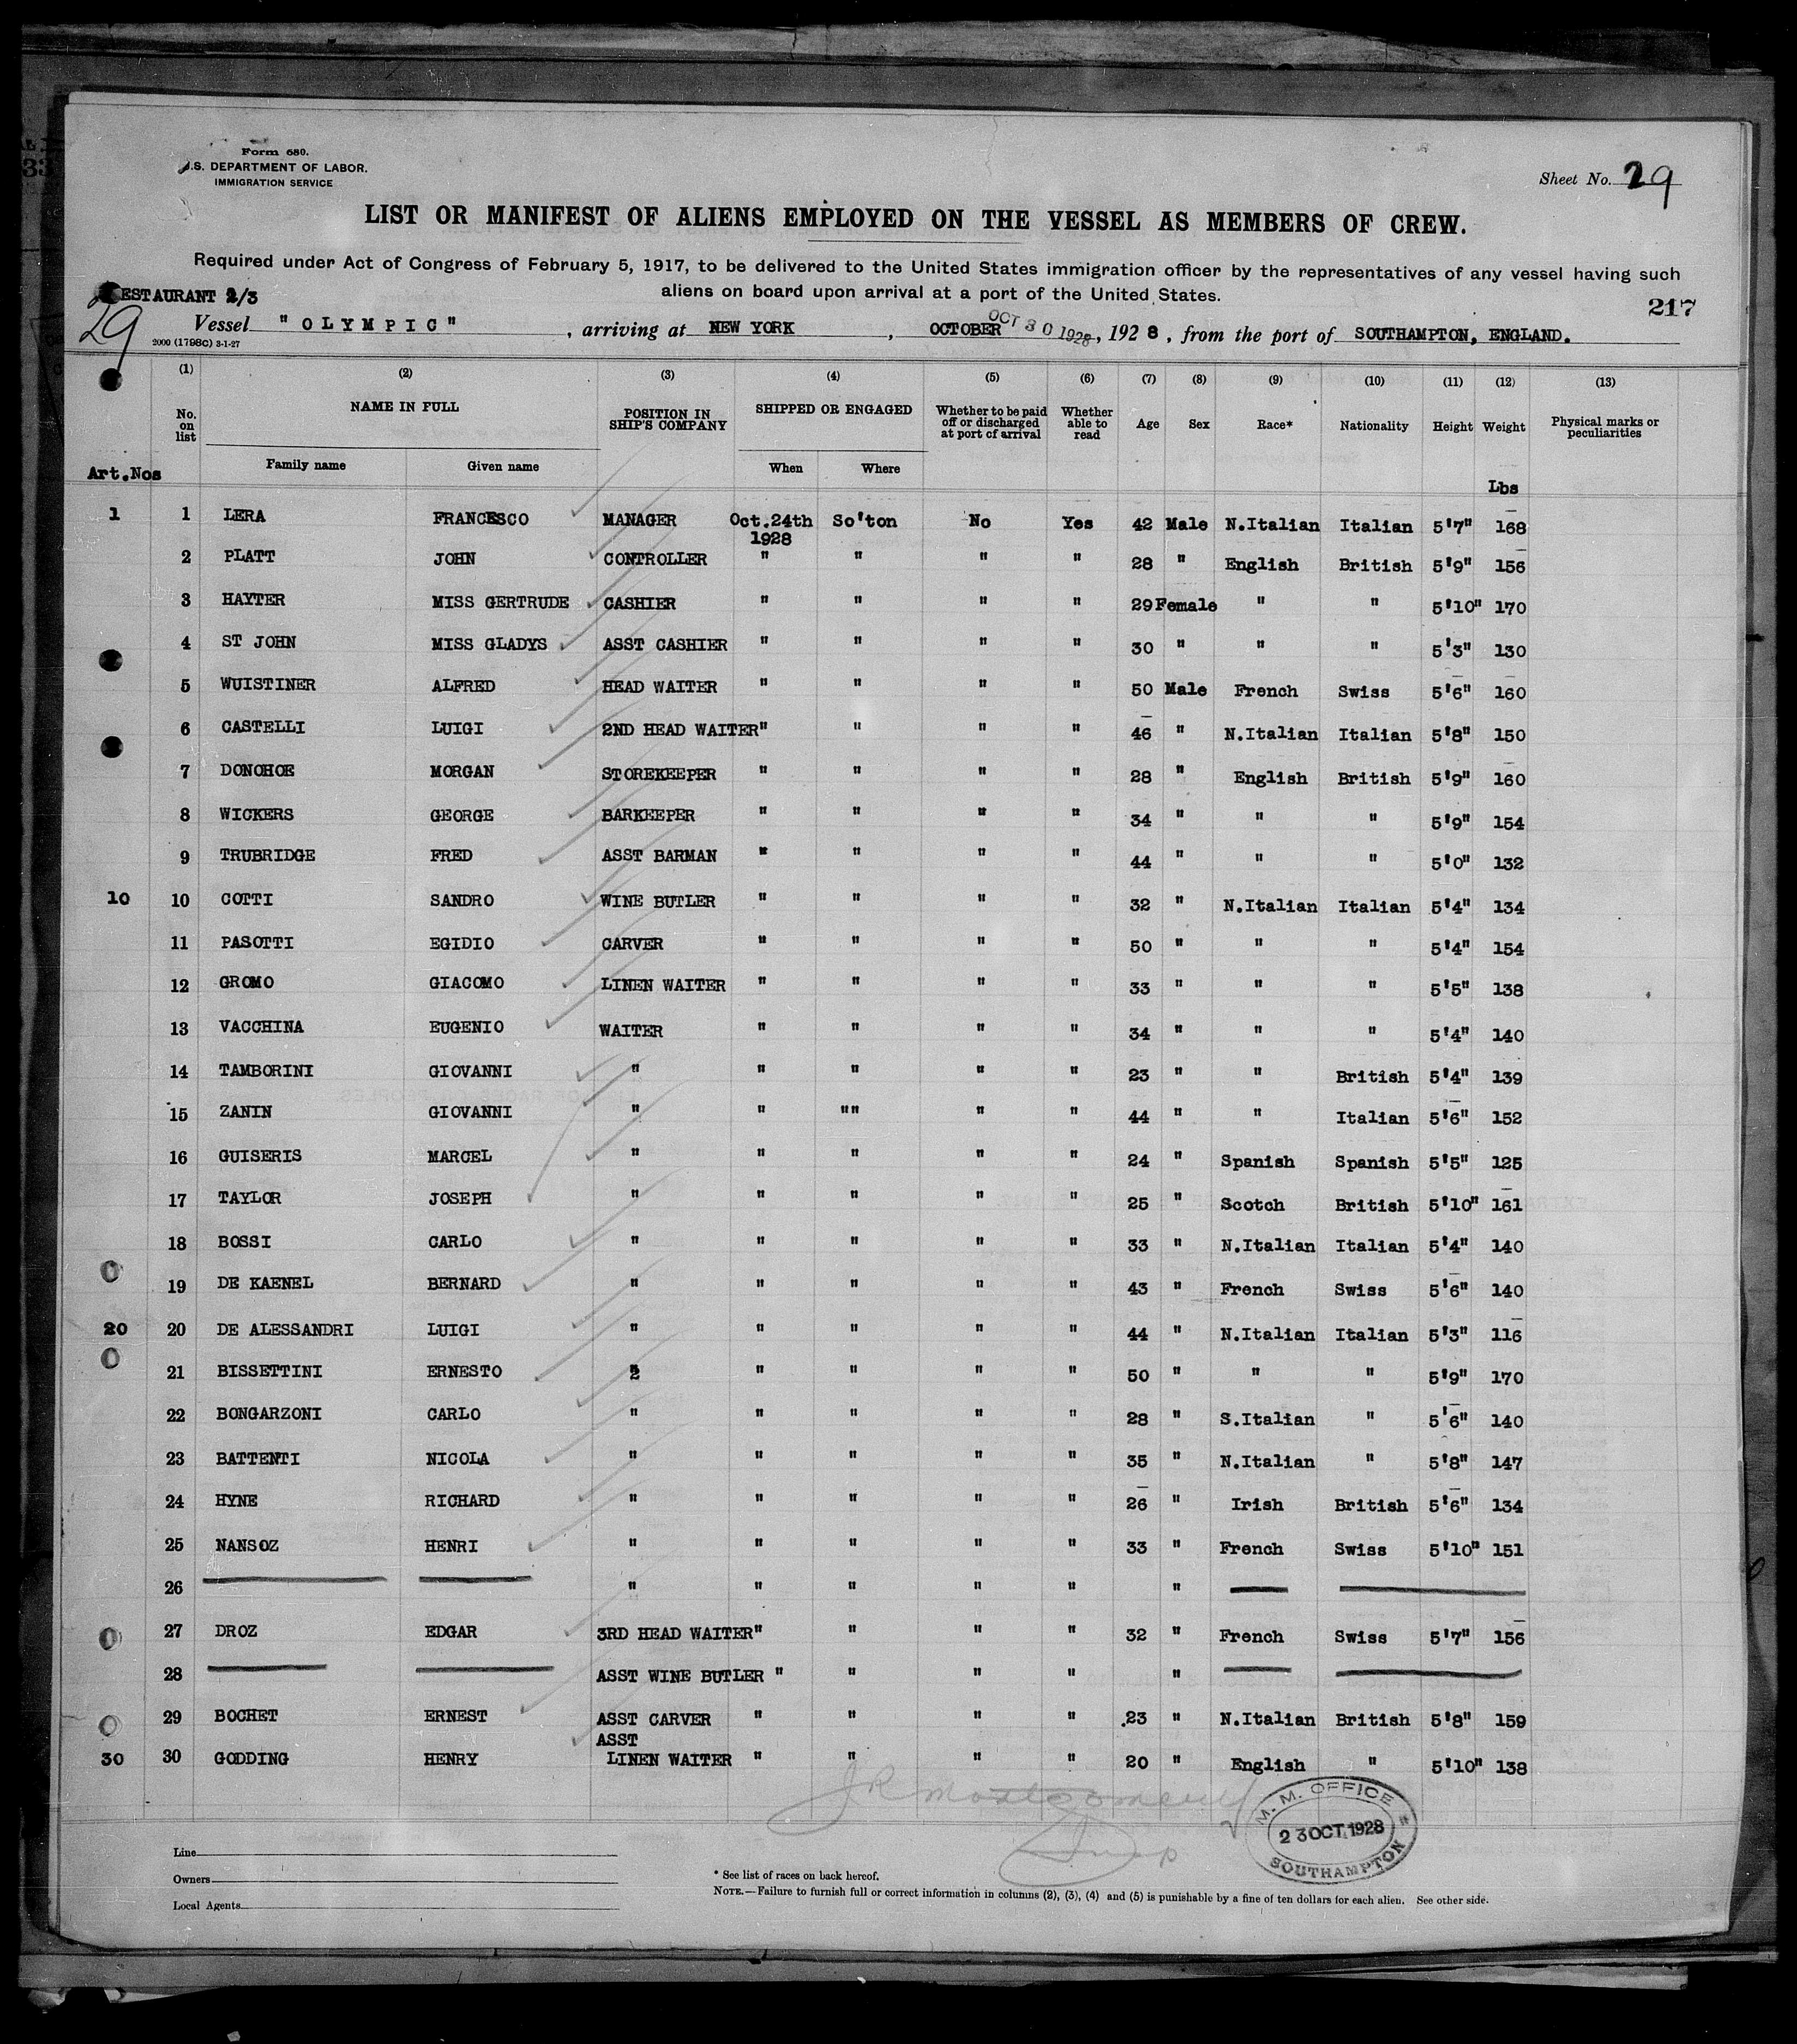 Form 680.
U.S. DEPARTMENT OF LABOR.
IMMIGRATION SERVICE
Sheet No. 29
LIST OR MANIFEST OF ALIENS EMPLOYED ON THE VESSEL AS MEMBERS OF CREW.
Required under Act of Congress of February 5, 1917, to be delivered to the United States immigration officer by the representatives of any vessel having such
aliens on board upon arrival at a port of the United States.
ESTAURANT 2/3
217
29
Vessel "OLYMPIC", arriving at NEW YORK, OCTOBER OCT 30 1928, 1928, from the port of SOUTHAMPTON, ENGLAND.
2000 (1798C) 3-1-27
(1) (2) (3) (4) (5) (6) (7) (8) (9) (10) (11) (12) (13)
No. on list NAME IN FULL POSITION IN SHIP'S COMPANY SHIPPED OR ENGAGED Whether to be paid off or discharged at port of arrival Whether able to read Age Sex Race* Nationality Height Weight Physical marks or peculiarities
Family name Given name When Where
Art.Nos Lbs
1 1 LERA FRANCESCO MANAGER Oct.24th 1928 So'ton No Yes 42 Male N.Italian Italian 5'7" 168
2 PLATT JOHN CONTROLLER " " " " 28 " English British 5'9" 156
3 HAYTER MISS GERTRUDE CASHIER " " " " 29 Female " " 5'10" 170
4 ST JOHN MISS GLADYS ASST CASHIER " " " " 30 " " " 5'3" 130
5 WUISTINER ALFRED HEAD WAITER " " " " 50 Male French Swiss 5'6" 160
6 CASTELLI LUIGI 2ND HEAD WAITER " " " " 46 " N.Italian Italian 5'8" 150
7 DONOHOE MORGAN STOREKEEPER " " " " 28 " English British 5'9" 160
8 WICKERS GEORGE BARKEEPER " " " " 34 " " " 5'9" 154
9 TRUBRIDGE FRED ASST BARMAN " " " " 44 " " " 5'0" 132
10 10 COTTI SANDRO WINE BUTLER " " " " 32 " N.Italian Italian 5'4" 134
11 PASOTTI EGIDIO CARVER " " " " 50 " " " 5'4" 154
12 GROMO GIACOMO LINEN WAITER " " " " 33 " " " 5'5" 138
13 VACCHINA EUGENIO WAITER " " " " 34 " " " 5'4" 140
14 TAMBORINI GIOVANNI " " " " " 23 " " British 5'4" 139
15 ZANIN GIOVANNI " " "" " " 44 " " Italian 5'6" 152
16 GUISERIS MARCEL " " " " " 24 " Spanish Spanish 5'5" 125
17 TAYLOR JOSEPH " " " " " 25 " Scotch British 5'10" 161
18 BOSSI CARLO " " " " " 33 " N.Italian Italian 5'4" 140
19 DE KAENEL BERNARD " " " " " 43 " French Swiss 5'6" 140
20 20 DE ALESSANDRI LUIGI " " " " " 44 " N.Italian Italian 5'3" 116
21 BISSETTINI ERNESTO " " " " 50 " " " 5'9" 170
22 BONGARZONI CARLO " " " " " 28 " S.Italian " 5'6" 140
23 BATTENTI NICOLA " " " " " 35 " N.Italian " 5'8" 147
24 HYNE RICHARD " " " " " 26 " Irish British 5'6" 134
25 NANSOZ HENRI " " " " " 33 " French Swiss 5'10" 151
26 " " " " " "
27 DROZ EDGAR 3RD HEAD WAITER " " " " 32 " French Swiss 5'7" 156
28 ASST WINE BUTLER " " " " "
29 BOCHET ERNEST ASST CARVER " " " " 23 " N.Italian British 5'8" 159
30 30 GODDING HENRY ASST LINEN WAITER " " " " 20 " English " 5'10" 138
J R Montgomery
M. M. OFFICE
23 OCT. 1928
SOUTHAMPTON
Line
Owners
Local Agents
* See list of races on back hereof.
NOTE.—Failure to furnish full or correct information in columns (2), (3), (4) and (5) is punishable by a fine of ten dollars for each alien. See other side.